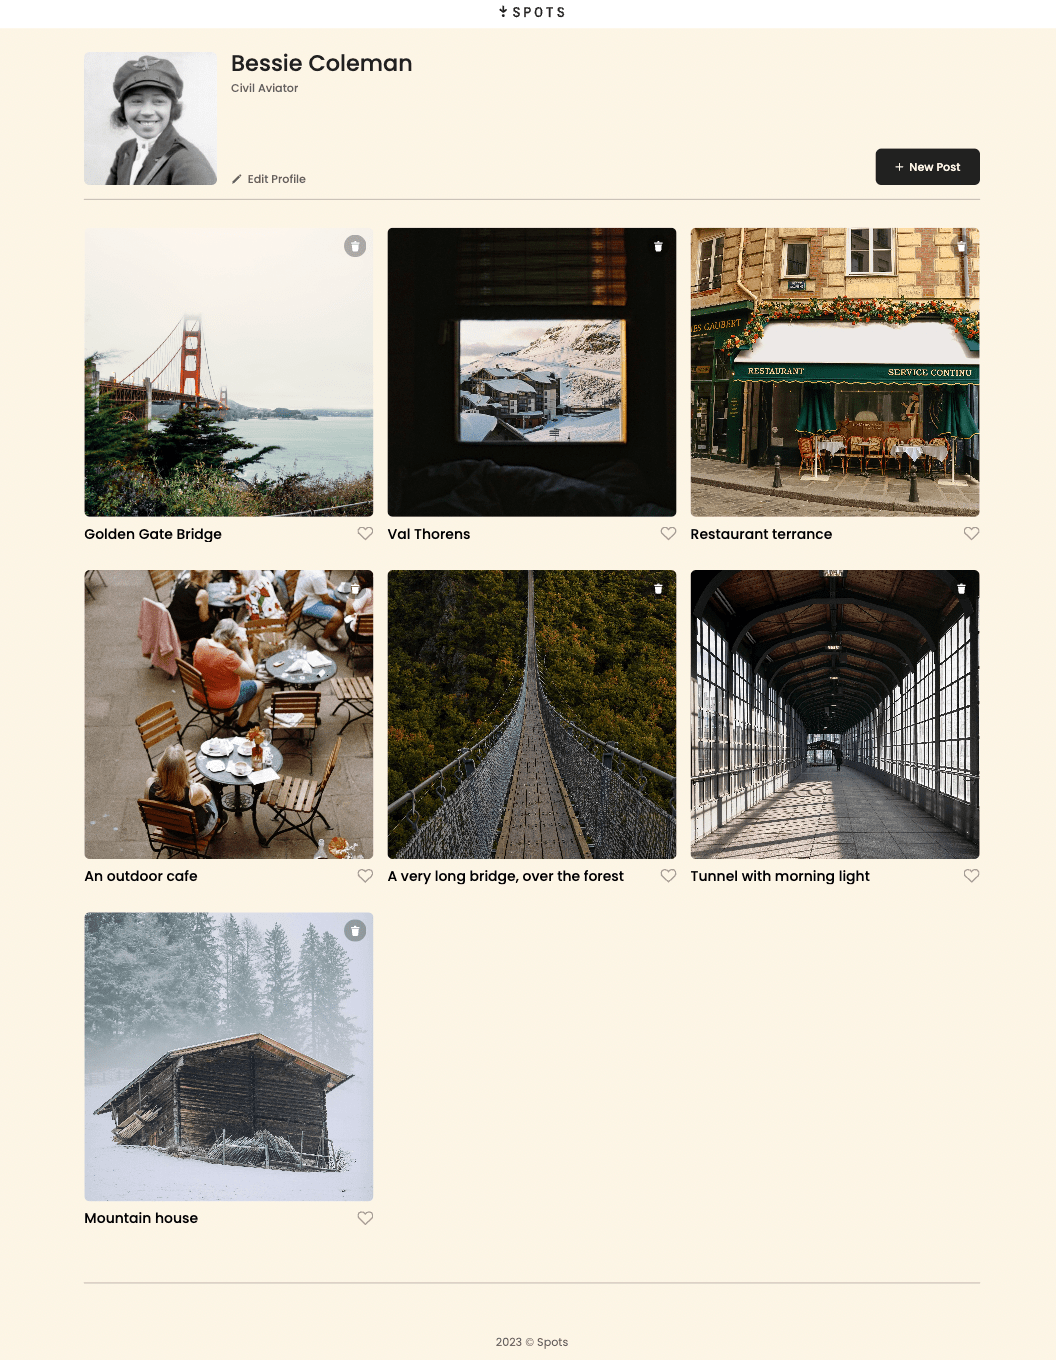 SPOTS
Bessie Coleman
Civil Aviator
Edit Profile
+ New Post
GAUBERT
RESTAURANT
SERVICE CONTINU
Golden Gate Bridge
Val Thorens
Restaurant terrance
An outdoor cafe
A very long bridge, over the forest
Tunnel with morning light
Mountain house
2023 © Spots